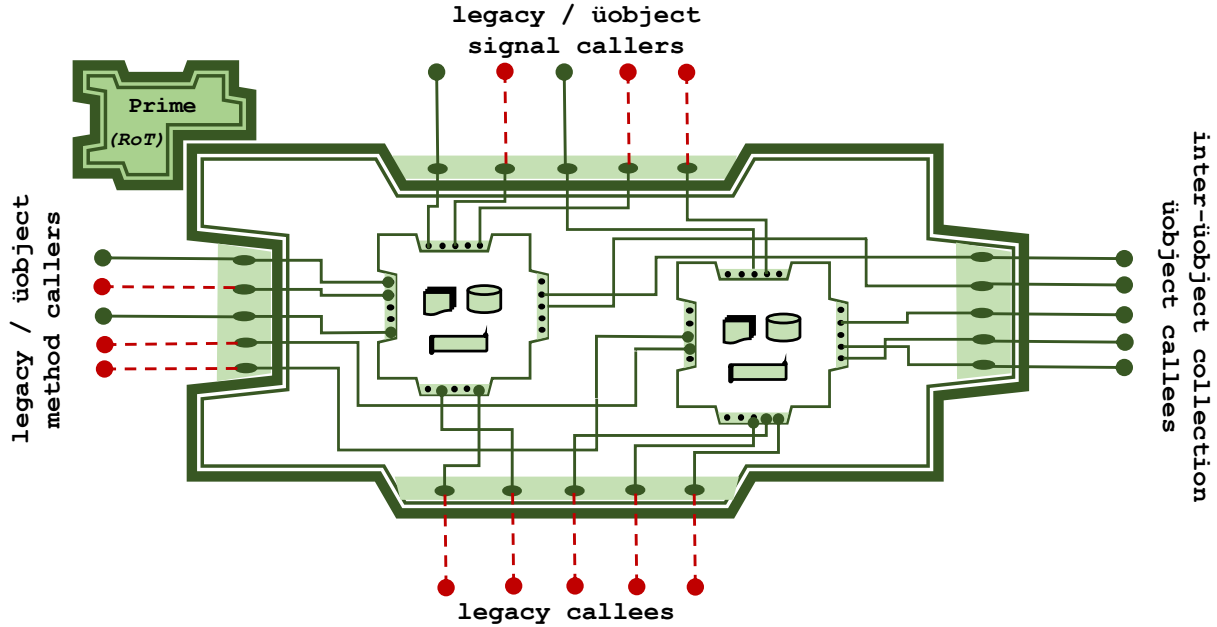 legacy / üobject
signal callers
Prime
(RoT)
legacy / üobject
method callers
inter-üobject collection
üobject callees
legacy callees